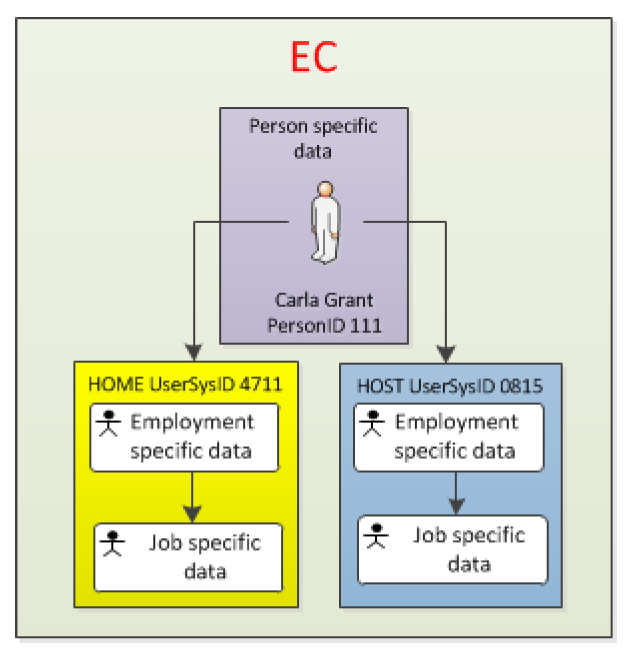 EC
Person specific
data
Carla Grant
PersonID 111
HOME UserSysID 4711
Employment
specific data
Job specific
data
HOST UserSysID 0815
Employment
specific data
Job specific
data